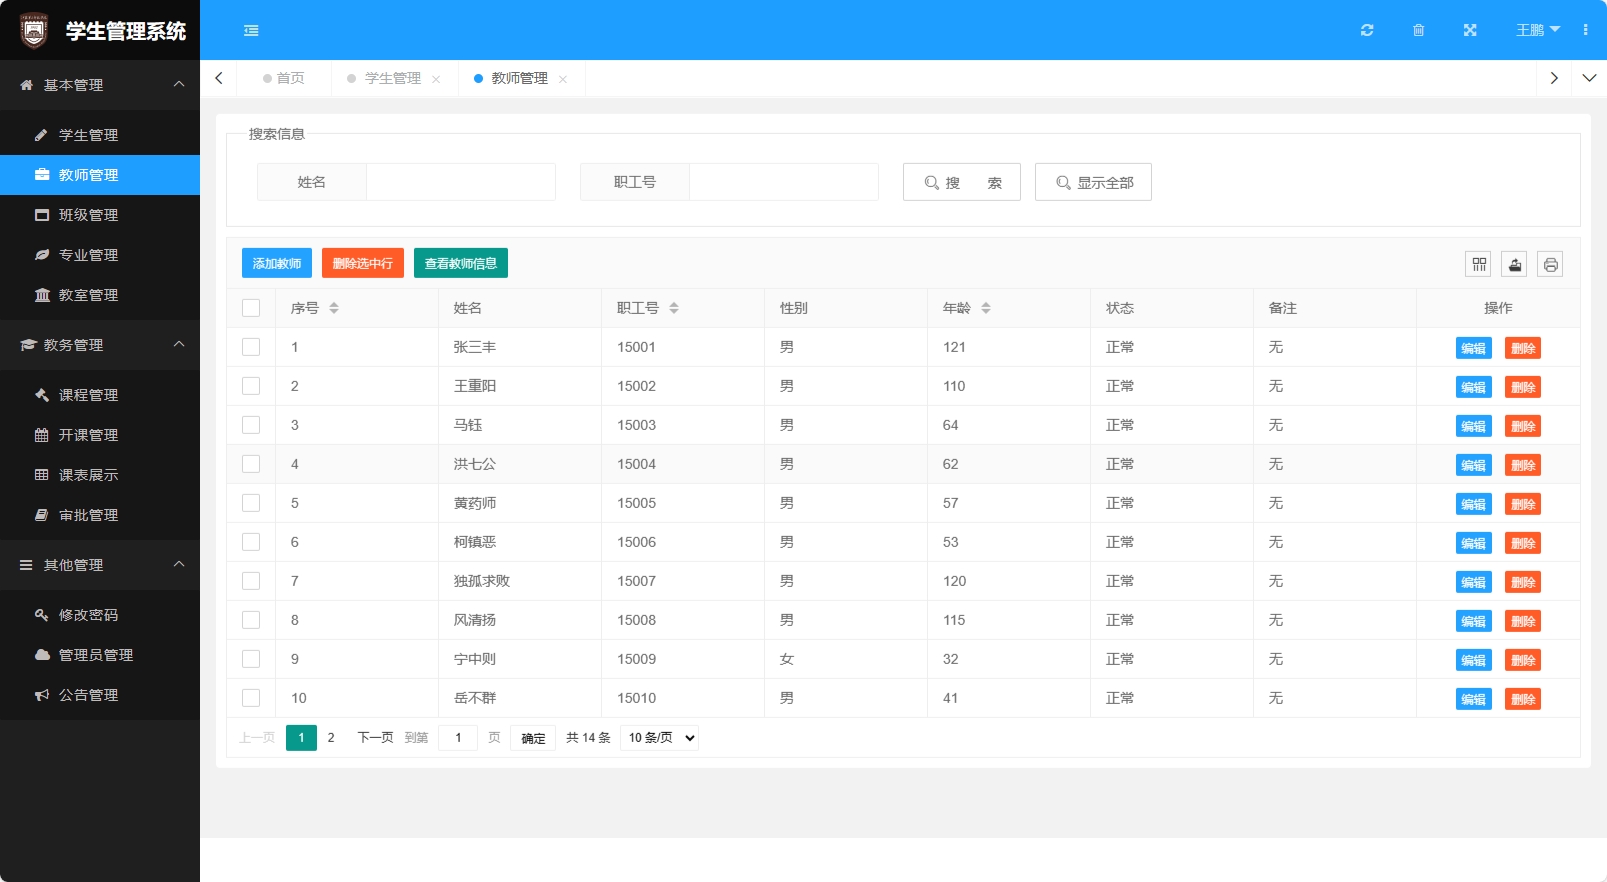 学生管理系统
王鹏
基本管理
学生管理
教师管理
班级管理
专业管理
教室管理
教务管理
课程管理
开课管理
课表展示
审批管理
其他管理
修改密码
管理员管理
公告管理
首页 学生管理 教师管理
搜索信息
姓名 职工号 搜 索 显示全部
添加教师 删除选中行 查看教师信息
序号 姓名 职工号 性别 年龄 状态 备注 操作
1 张三丰 15001 男 121 正常 无 编辑 删除
2 王重阳 15002 男 110 正常 无 编辑 删除
3 马钰 15003 男 64 正常 无 编辑 删除
4 洪七公 15004 男 62 正常 无 编辑 删除
5 黄药师 15005 男 57 正常 无 编辑 删除
6 柯镇恶 15006 男 53 正常 无 编辑 删除
7 独孤求败 15007 男 120 正常 无 编辑 删除
8 风清扬 15008 男 115 正常 无 编辑 删除
9 宁中则 15009 女 32 正常 无 编辑 删除
10 岳不群 15010 男 41 正常 无 编辑 删除
上一页 1 2 下一页 到第 1 页 确定 共 14 条 10 条/页